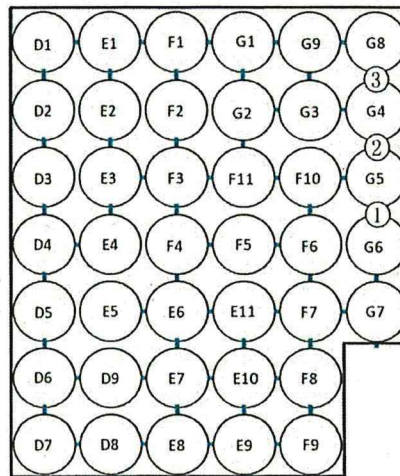 D1 E1 F1 G1 G9 G8
③
D2 E2 F2 G2 G3 G4
②
D3 E3 F3 F11 F10 G5
①
D4 E4 F4 F5 F6 G6
D5 E5 E6 E11 F7 G7
D6 D9 E7 E10 F8
D7 D8 E8 E9 F9